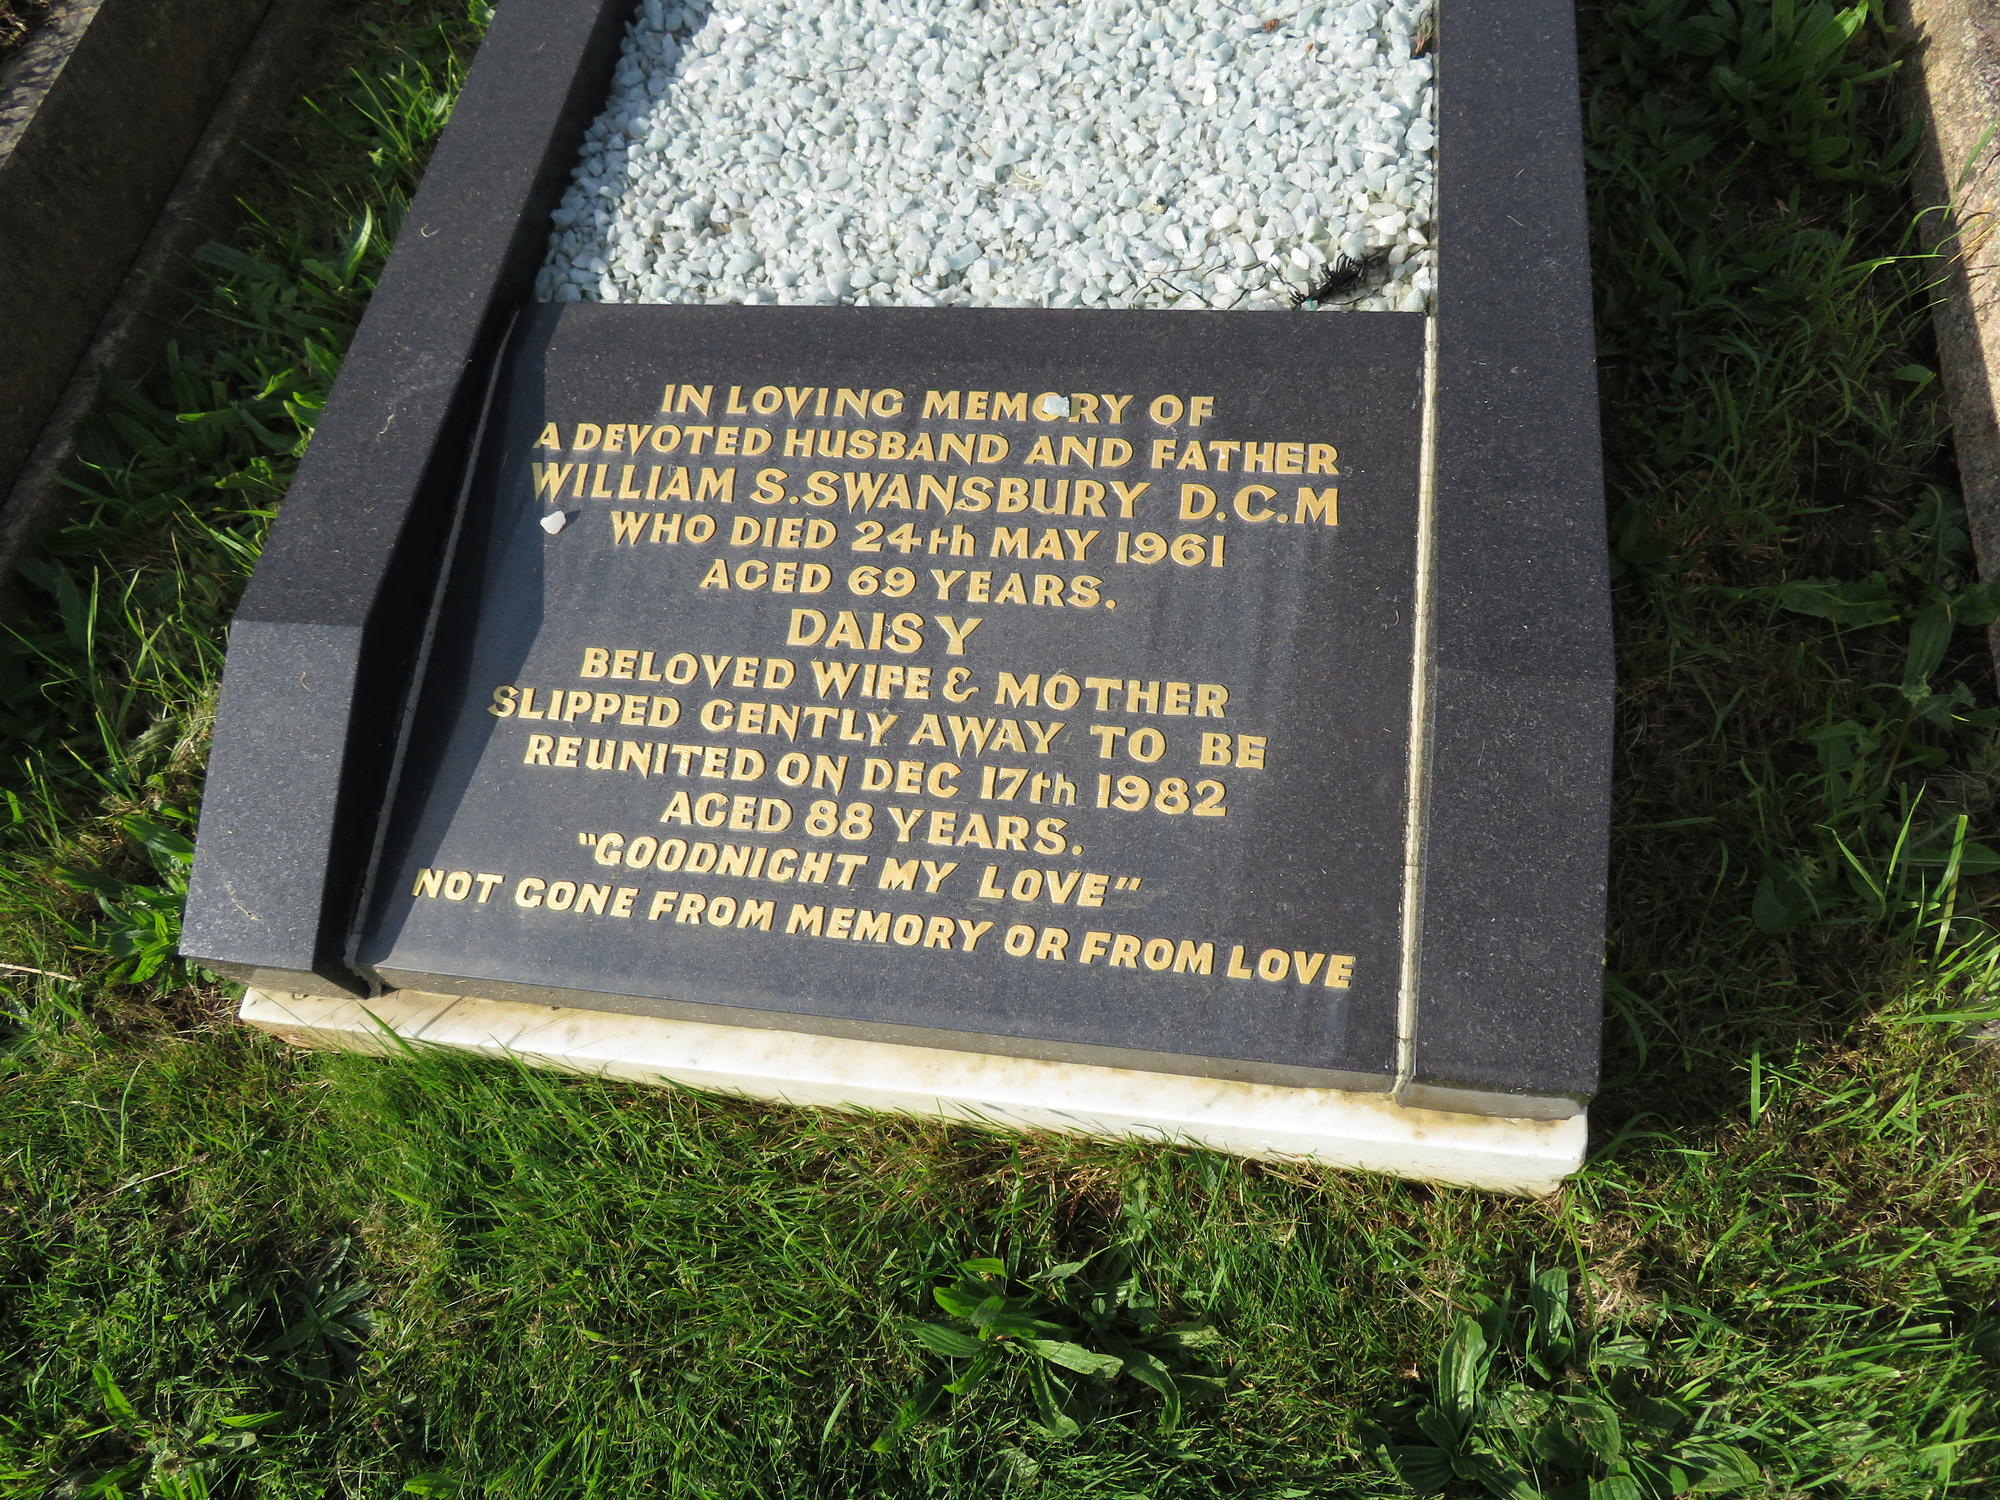 IN LOVING MEMORY OF
A DEVOTED HUSBAND AND FATHER
WILLIAM S. SWANSBURY D.C.M
WHO DIED 24th MAY 1961
AGED 69 YEARS.
DAISY
BELOVED WIFE & MOTHER
SLIPPED GENTLY AWAY TO BE
REUNITED ON DEC 17th 1982
AGED 88 YEARS.
"GOODNIGHT MY LOVE"
NOT GONE FROM MEMORY OR FROM LOVE